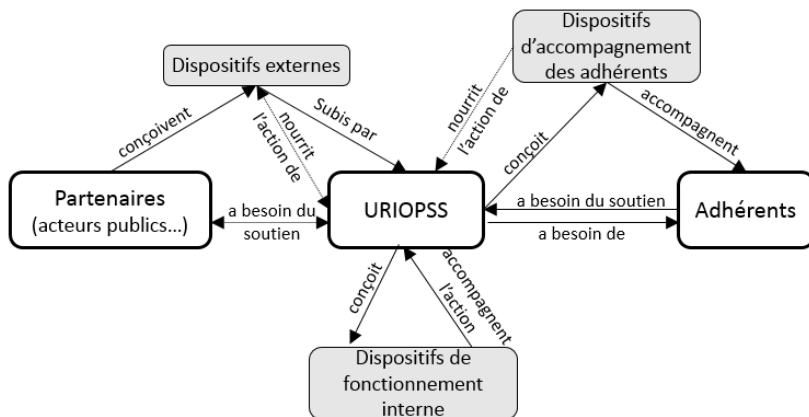 Dispositifs
d'accompagnement
des adhérents
Dispositifs externes
conçoivent
Subis par
nourrit
l'action de
nourrit
l'action de
conçoit
accompagnent
Partenaires
(acteurs publics…)
a besoin du
soutien
URIOPSS
a besoin du soutien
a besoin de
Adhérents
conçoit
accompagnent
l'action
Dispositifs de
fonctionnement
interne